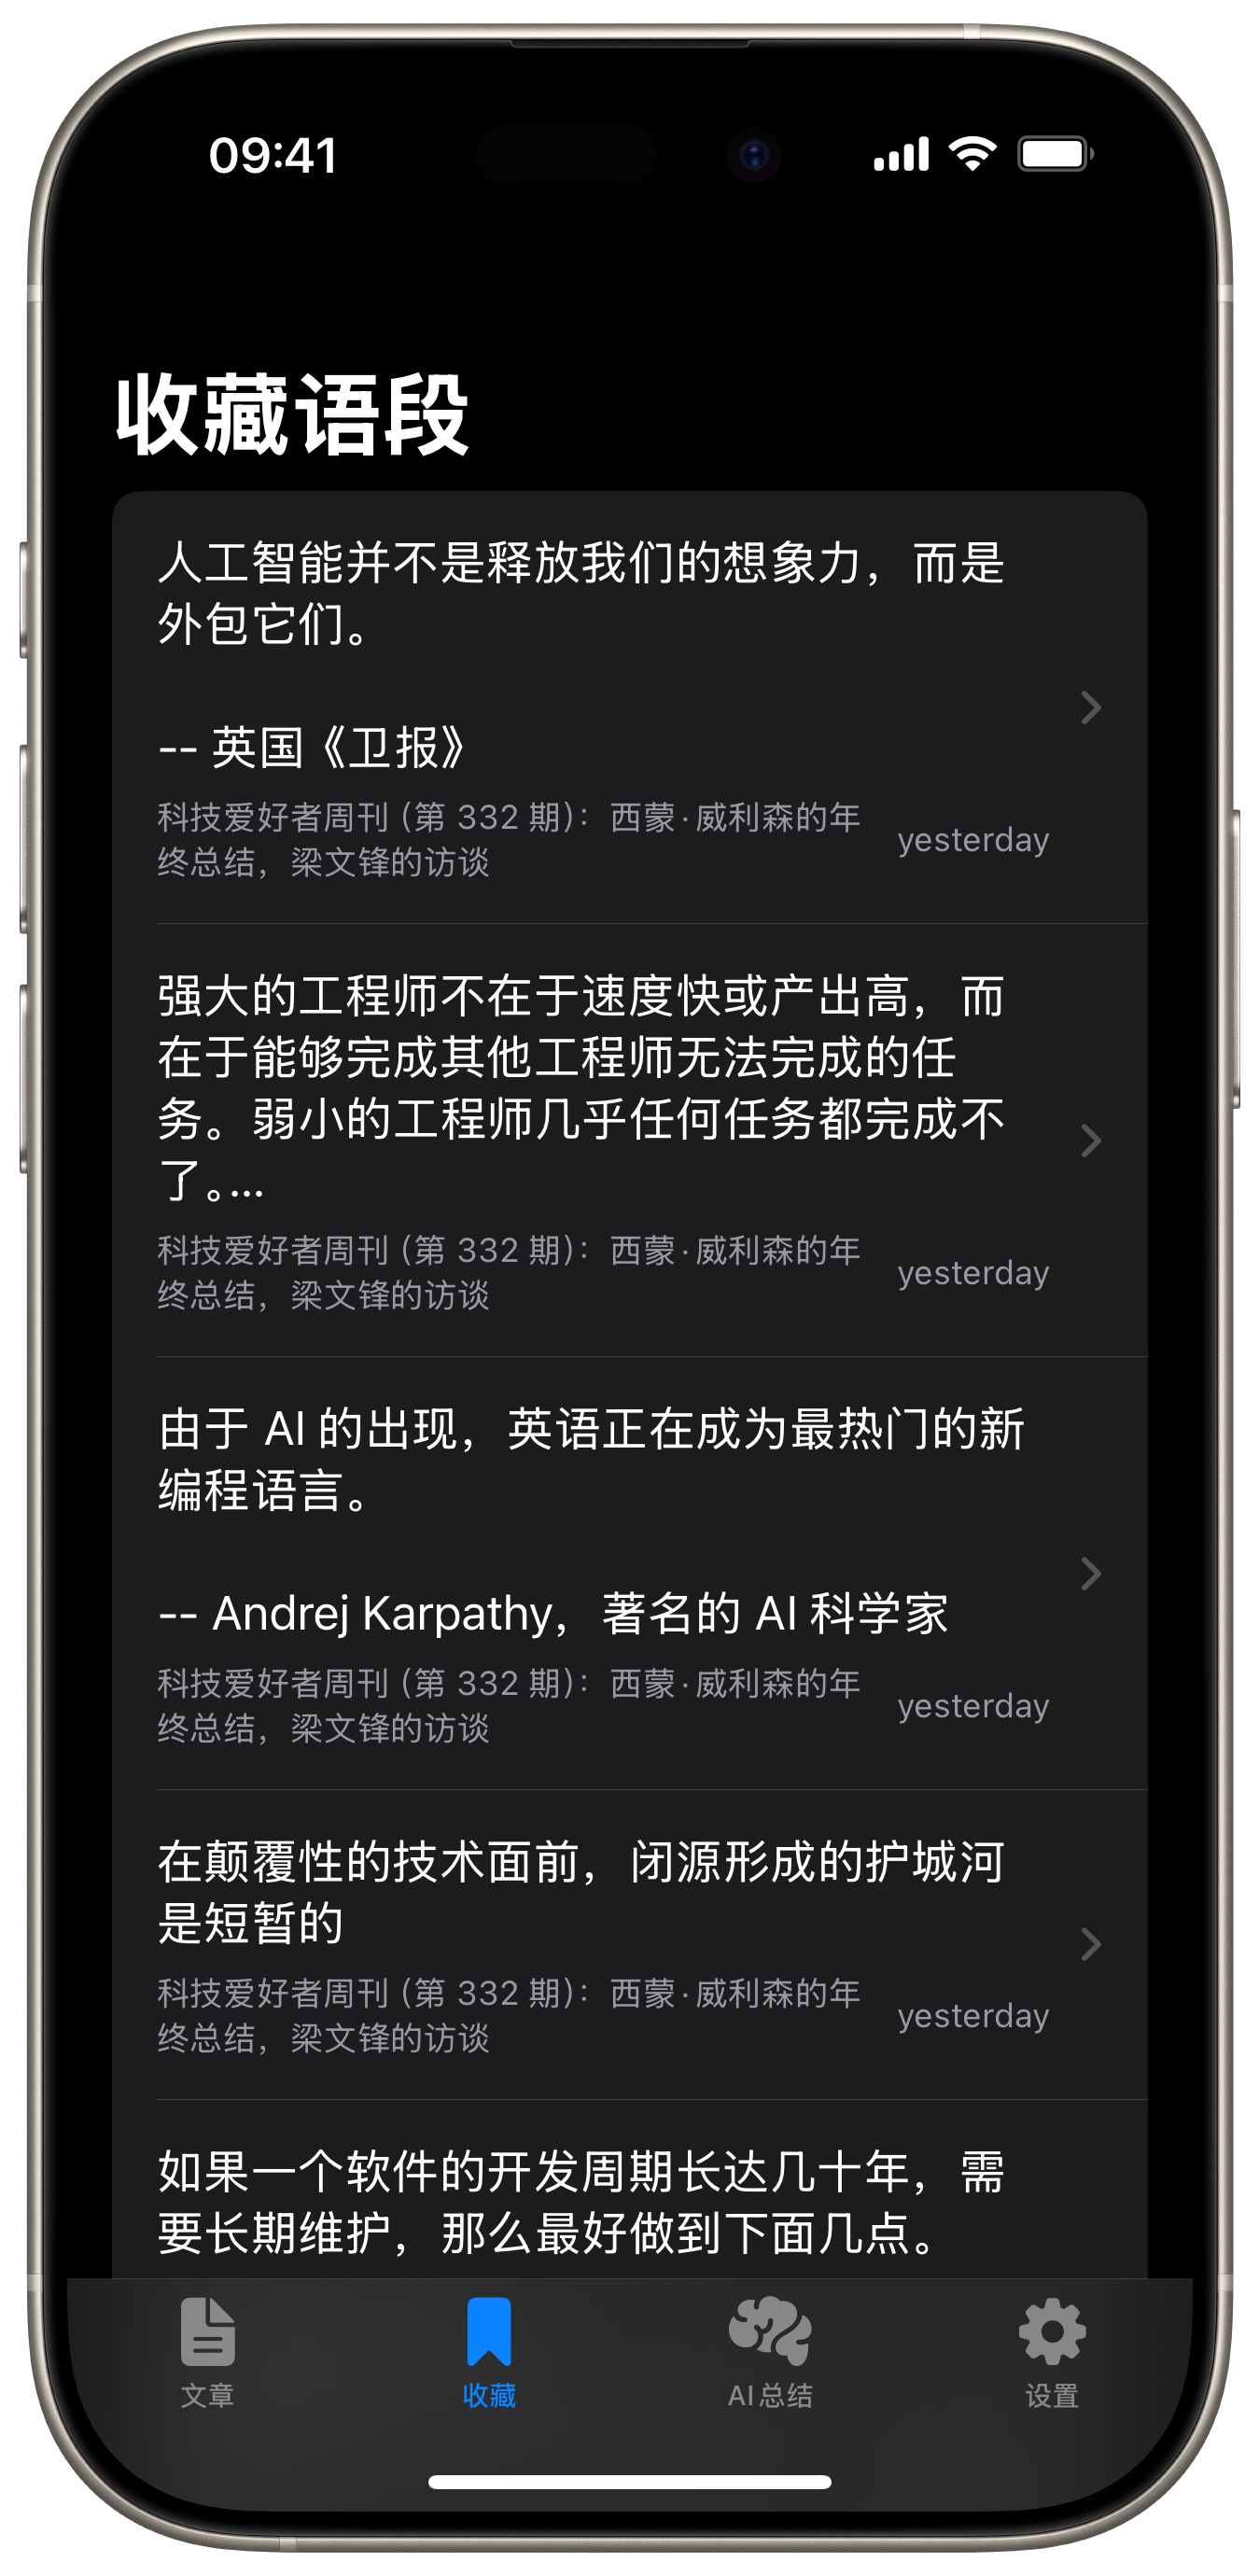 09:41
收藏语段
人工智能并不是释放我们的想象力，而是
外包它们。
-- 英国《卫报》
科技爱好者周刊 (第 332 期)：西蒙·威利森的年
终总结，梁文锋的访谈
yesterday
强大的工程师不在于速度快或产出高，而
在于能够完成其他工程师无法完成的任
务。弱小的工程师几乎任何任务都完成不
了。...
科技爱好者周刊 (第 332 期)：西蒙·威利森的年
终总结，梁文锋的访谈
yesterday
由于 AI 的出现，英语正在成为最热门的新
编程语言。
-- Andrej Karpathy，著名的 AI 科学家
科技爱好者周刊 (第 332 期)：西蒙·威利森的年
终总结，梁文锋的访谈
yesterday
在颠覆性的技术面前，闭源形成的护城河
是短暂的
科技爱好者周刊 (第 332 期)：西蒙·威利森的年
终总结，梁文锋的访谈
yesterday
如果一个软件的开发周期长达几十年，需
要长期维护，那么最好做到下面几点。
文章
收藏
AI 总结
设置